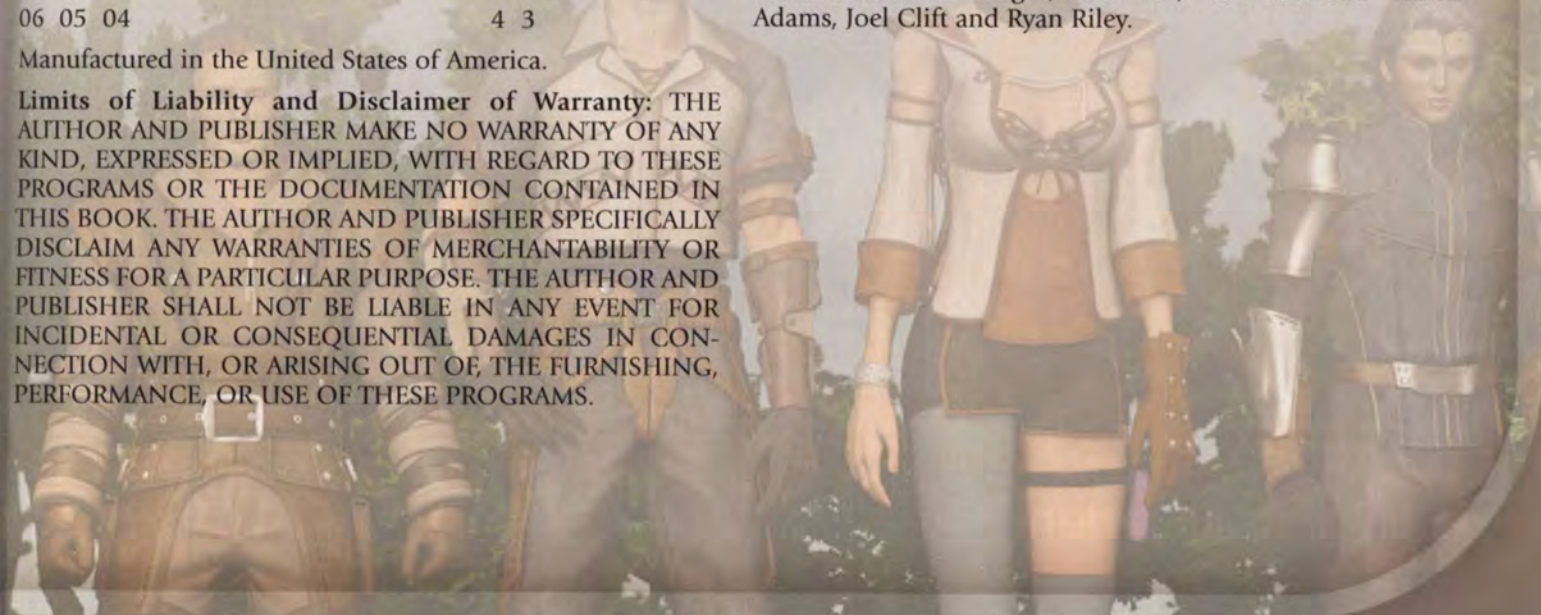 06 05 04 4 3
Manufactured in the United States of America.
Limits of Liability and Disclaimer of Warranty: THE
AUTHOR AND PUBLISHER MAKE NO WARRANTY OF ANY
KIND, EXPRESSED OR IMPLIED, WITH REGARD TO THESE
PROGRAMS OR THE DOCUMENTATION CONTAINED IN
THIS BOOK. THE AUTHOR AND PUBLISHER SPECIFICALLY
DISCLAIM ANY WARRANTIES OF MERCHANTABILITY OR
FITNESS FOR A PARTICULAR PURPOSE. THE AUTHOR AND
PUBLISHER SHALL NOT BE LIABLE IN ANY EVENT FOR
INCIDENTAL OR CONSEQUENTIAL DAMAGES IN CON-
NECTION WITH, OR ARISING OUT OF, THE FURNISHING,
PERFORMANCE, OR USE OF THESE PROGRAMS.
Adams, Joel Clift and Ryan Riley.